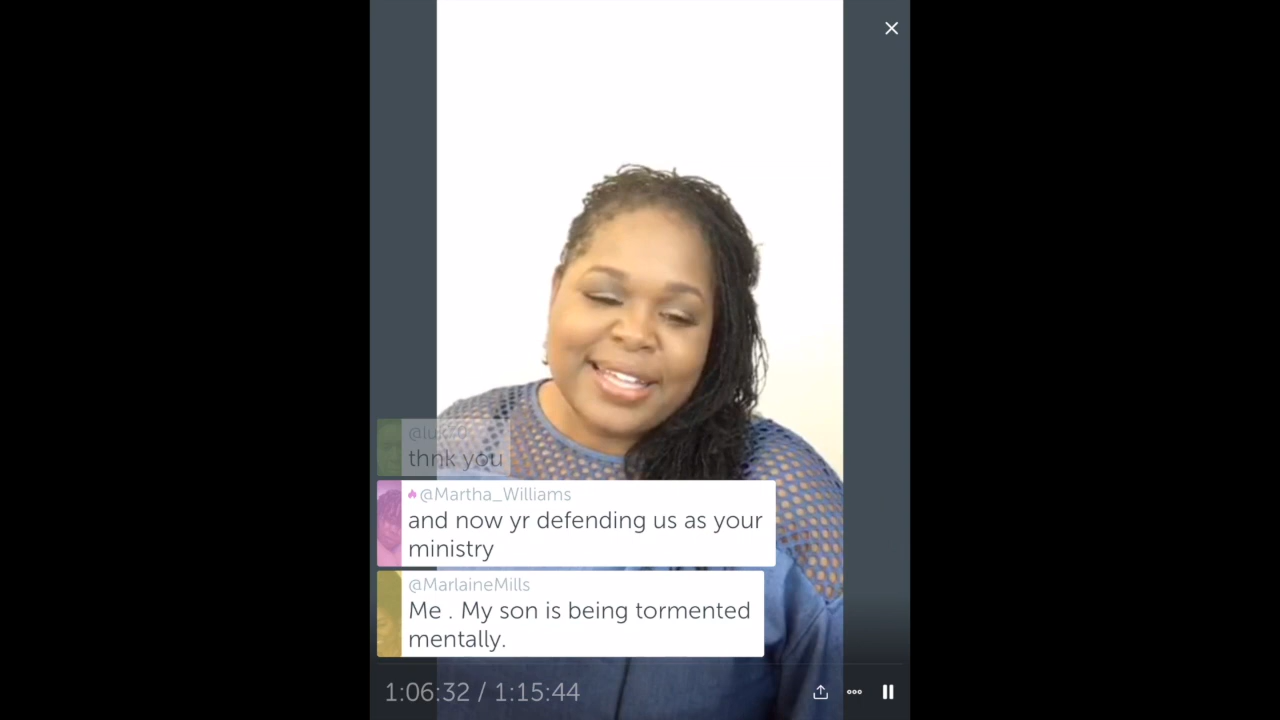 thnk you
@Martha_Williams
and now yr defending us as your
ministry
@MarlaineMills
Me . My son is being tormented
mentally.
1:06:32 / 1:15:44